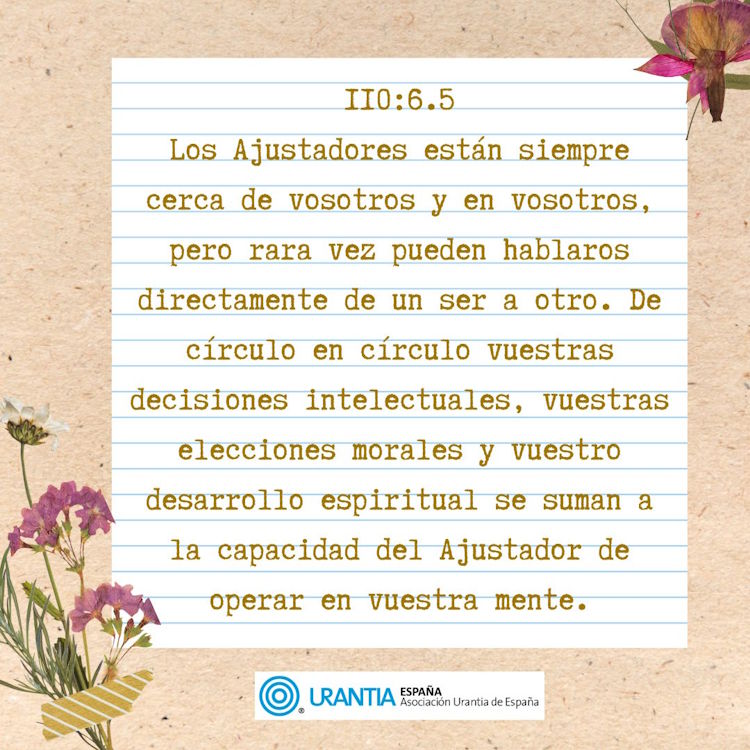 110:6.5
Los Ajustadores están siempre
cerca de vosotros y en vosotros,
pero rara vez pueden hablaros
directamente de un ser a otro. De
círculo en círculo vuestras
decisiones intelectuales, vuestras
elecciones morales y vuestro
desarrollo espiritual se suman a
la capacidad del Ajustador de
operar en vuestra mente.
URANTIA ESPAÑA
® Asociación Urantia de España